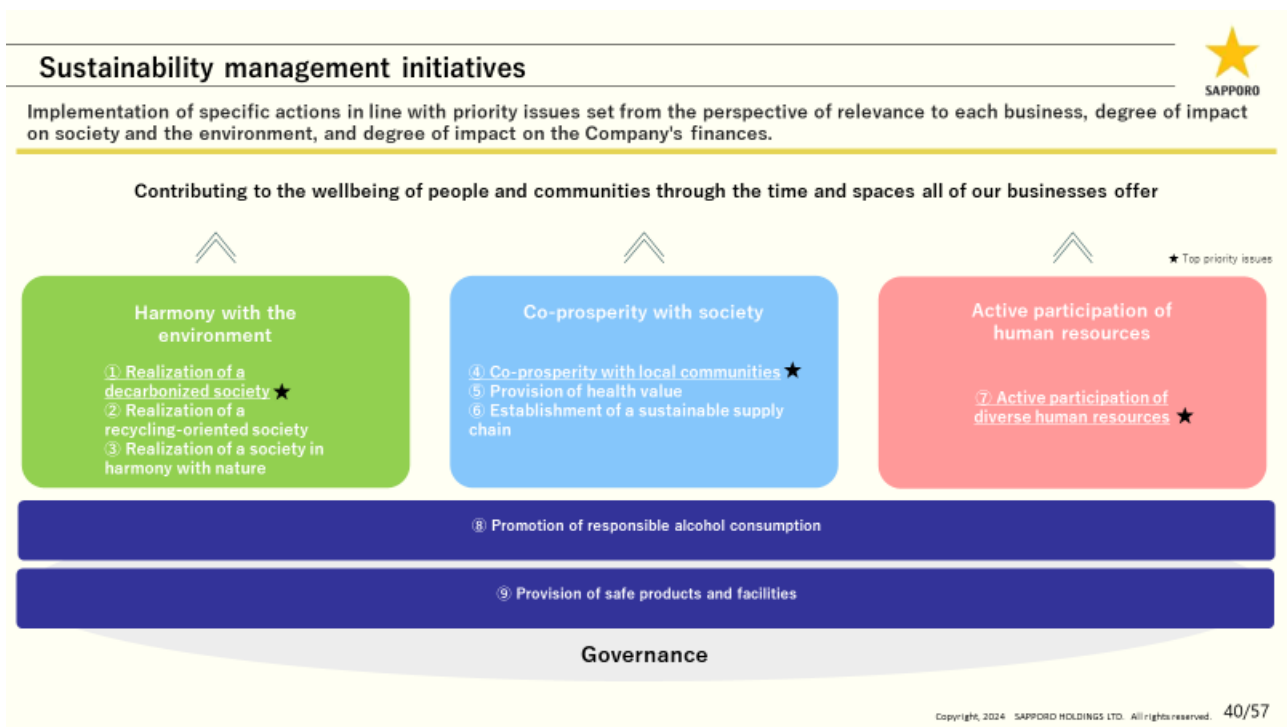 Sustainability management initiatives
SAPPORO
Implementation of specific actions in line with priority issues set from the perspective of relevance to each business, degree of impact
on society and the environment, and degree of impact on the Company's finances.
Contributing to the wellbeing of people and communities through the time and spaces all of our businesses offer
★ Top priority issues
Harmony with the
environment
① Realization of a
decarbonized society ★
② Realization of a
recycling-oriented society
③ Realization of a society in
harmony with nature
Co-prosperity with society
④ Co-prosperity with local communities ★
⑤ Provision of health value
⑥ Establishment of a sustainable supply
chain
Active participation of
human resources
⑦ Active participation of
diverse human resources ★
⑧ Promotion of responsible alcohol consumption
⑨ Provision of safe products and facilities
Governance
Copyright, 2024 SAPPORO HOLDINGS LTD. All rights reserved. 40/57